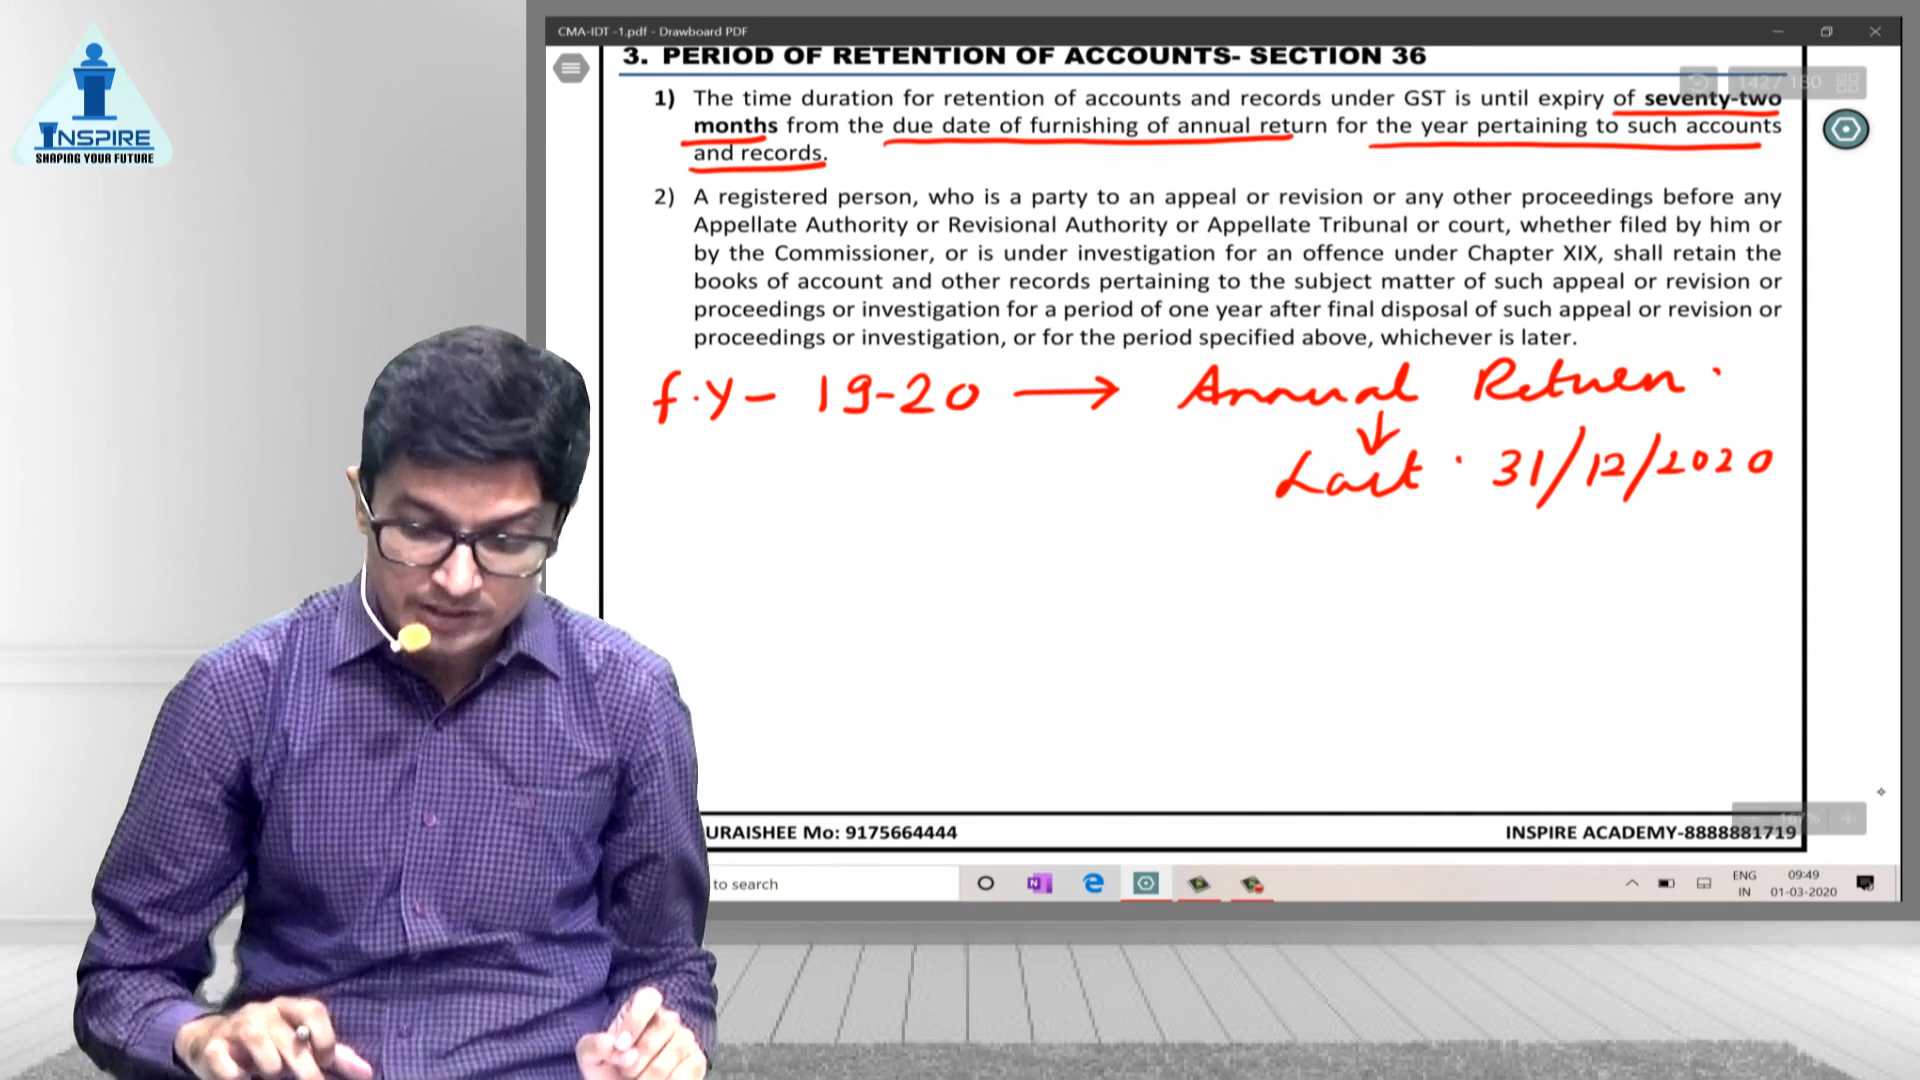 INSPIRE
SHAPING YOUR FUTURE
CMA-IDT -1.pdf - Drawboard PDF
3. PERIOD OF RETENTION OF ACCOUNTS- SECTION 36
142 / 180
1) The time duration for retention of accounts and records under GST is until expiry of seventy-two
months from the due date of furnishing of annual return for the year pertaining to such accounts
and records.
2) A registered person, who is a party to an appeal or revision or any other proceedings before any
Appellate Authority or Revisional Authority or Appellate Tribunal or court, whether filed by him or
by the Commissioner, or is under investigation for an offence under Chapter XIX, shall retain the
books of account and other records pertaining to the subject matter of such appeal or revision or
proceedings or investigation for a period of one year after final disposal of such appeal or revision or
proceedings or investigation, or for the period specified above, whichever is later.
f.y - 19-20 → Annual Return.
Last. 31/12/2020
URAISHEE Mo: 9175664444
INSPIRE ACADEMY-8888881719
to search
ENG
IN
09:49
01-03-2020